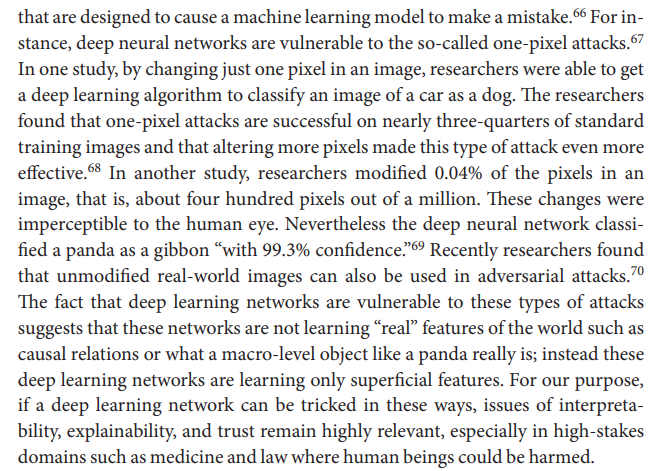 that are designed to cause a machine learning model to make a mistake.66 For in-
stance, deep neural networks are vulnerable to the so-called one-pixel attacks.67
In one study, by changing just one pixel in an image, researchers were able to get
a deep learning algorithm to classify an image of a car as a dog. The researchers
found that one-pixel attacks are successful on nearly three-quarters of standard
training images and that altering more pixels made this type of attack even more
effective.68 In another study, researchers modified 0.04% of the pixels in an
image, that is, about four hundred pixels out of a million. These changes were
imperceptible to the human eye. Nevertheless the deep neural network classi-
fied a panda as a gibbon “with 99.3% confidence.”69 Recently researchers found
that unmodified real-world images can also be used in adversarial attacks.70
The fact that deep learning networks are vulnerable to these types of attacks
suggests that these networks are not learning “real” features of the world such as
causal relations or what a macro-level object like a panda really is; instead these
deep learning networks are learning only superficial features. For our purpose,
if a deep learning network can be tricked in these ways, issues of interpreta-
bility, explainability, and trust remain highly relevant, especially in high-stakes
domains such as medicine and law where human beings could be harmed.